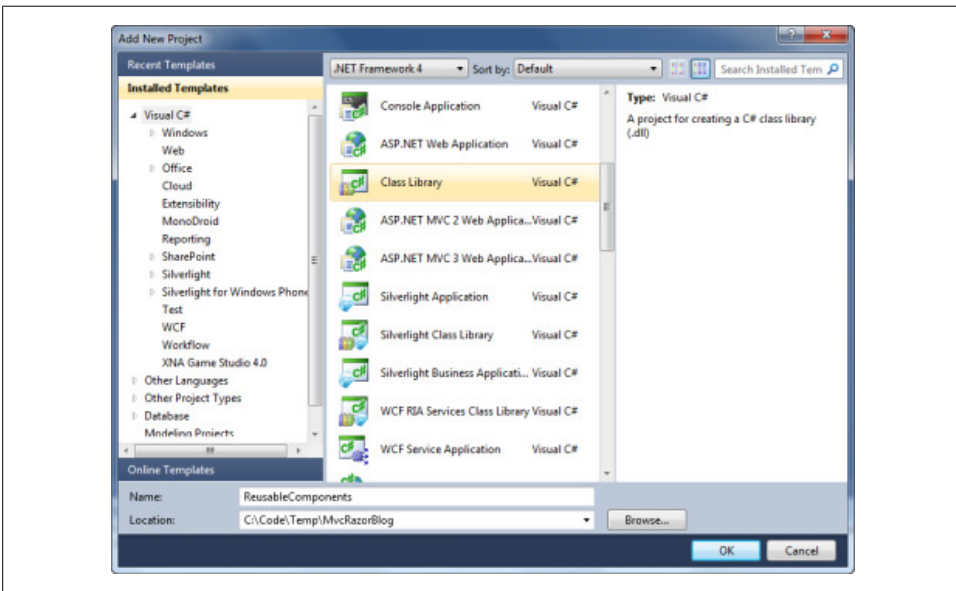 Add New Project
Recent Templates
Installed Templates
Visual C#
Windows
Web
Office
Cloud
Extensibility
MonoDroid
Reporting
SharePoint
Silverlight
Silverlight for Windows Phone
Test
WCF
Workflow
XNA Game Studio 4.0
Other Languages
Other Project Types
Database
Modeling Projects
Online Templates
.NET Framework 4 Sort by: Default
Search Installed Tem
Console Application Visual C#
ASP.NET Web Application Visual C#
Class Library Visual C#
ASP.NET MVC 2 Web Applica... Visual C#
ASP.NET MVC 3 Web Applica... Visual C#
Silverlight Application Visual C#
Silverlight Class Library Visual C#
Silverlight Business Applicati... Visual C#
WCF RIA Services Class Library Visual C#
WCF Service Application Visual C#
Type: Visual C#
A project for creating a C# class library
(.dll)
Name: ReusableComponents
Location: C:\Code\Temp\MvcRazorBlog
Browse...
OK Cancel